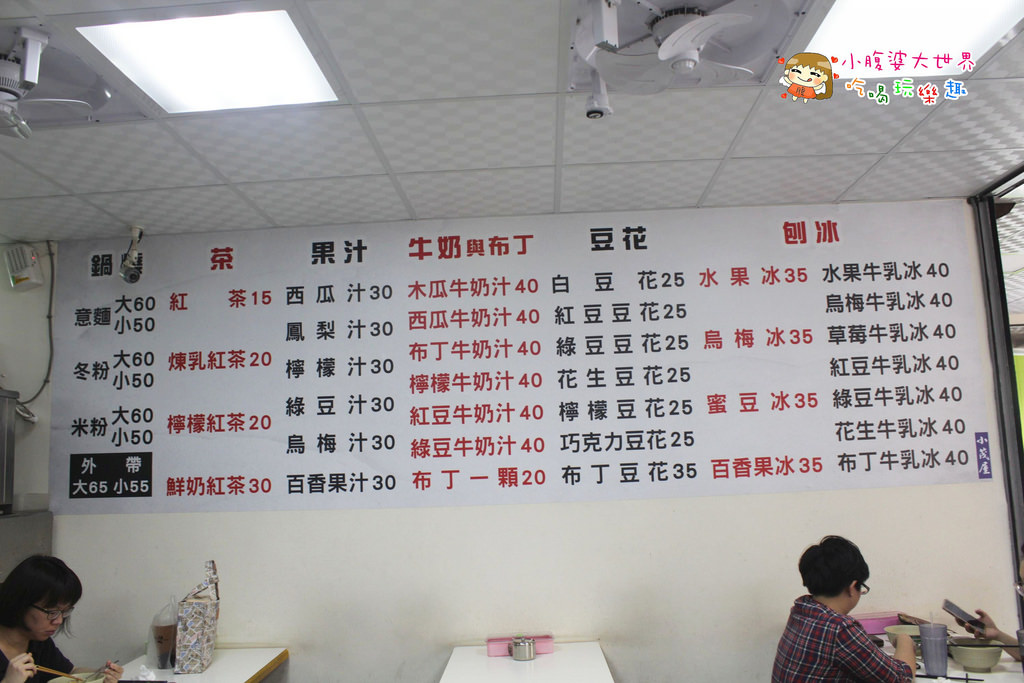 小腹婆大世界
吃喝玩樂趣
鍋
意麵 大60 小50
冬粉 大60 小50
米粉 大60 小50
外帶
大65 小55
茶
紅茶15
煉乳紅茶20
檸檬紅茶20
鮮奶紅茶30
果汁
西瓜汁30
鳳梨汁30
檸檬汁30
綠豆汁30
烏梅汁30
百香果汁30
牛奶與布丁
木瓜牛奶汁40
西瓜牛奶汁40
布丁牛奶汁40
檸檬牛奶汁40
紅豆牛奶汁40
綠豆牛奶汁40
布丁一顆20
豆花
白豆花25
紅豆豆花25
綠豆豆花25
花生豆花25
檸檬豆花25
巧克力豆花25
布丁豆花35
刨冰
水果冰35
烏梅冰35
蜜豆冰35
百香果冰35
水果牛乳冰40
烏梅牛乳冰40
草莓牛乳冰40
紅豆牛乳冰40
綠豆牛乳冰40
花生牛乳冰40
布丁牛乳冰40
小茂屋